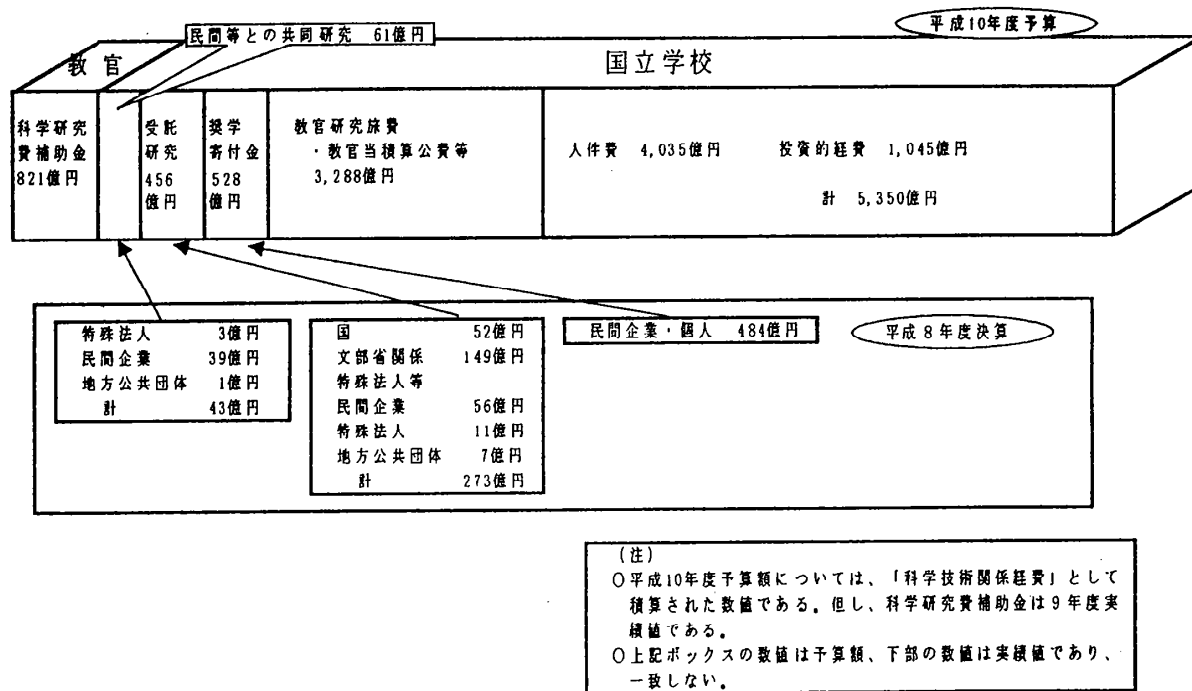 民間等との共同研究 61億円
平成10年度予算
教官
国立学校
科学研究
費補助金
821億円
受託
研究
456
億円
奨学
寄付金
528
億円
教官研究旅費
・教官当積算公費等
3,288億円
人件費 4,035億円 投資的経費 1,045億円
計 5,350億円
特殊法人 3億円
民間企業 39億円
地方公共団体 1億円
計 43億円
国 52億円
文部省関係 149億円
特殊法人等
民間企業 56億円
特殊法人 11億円
地方公共団体 7億円
計 273億円
民間企業・個人 484億円
平成8年度決算
(注)
○平成10年度予算額については、「科学技術関係経費」として
積算された数値である。但し、科学研究費補助金は9年度実
績値である。
○上記ボックスの数値は予算額、下部の数値は実績値であり、
一致しない。